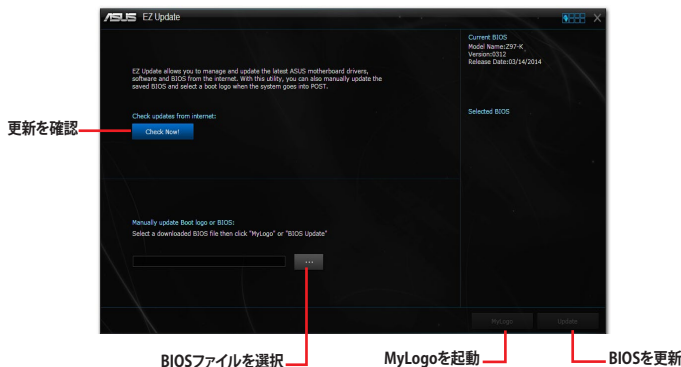 ASUS EZ Update
Current BIOS
Model Name:Z97-K
Version:0312
Release Date:03/14/2014
EZ Update allows you to manage and update the latest ASUS motherboard drivers,
software and BIOS from the internet. With this utility, you can also manually update the
saved BIOS and select a boot logo when the system goes into POST.
Check updates from internet:
Selected BIOS
更新を確認
Check Now!
Manually update Boot logo or BIOS:
Select a downloaded BIOS file then click "MyLogo" or "BIOS Update"
...
MyLogo
Update
BIOSファイルを選択
MyLogoを起動
BIOSを更新